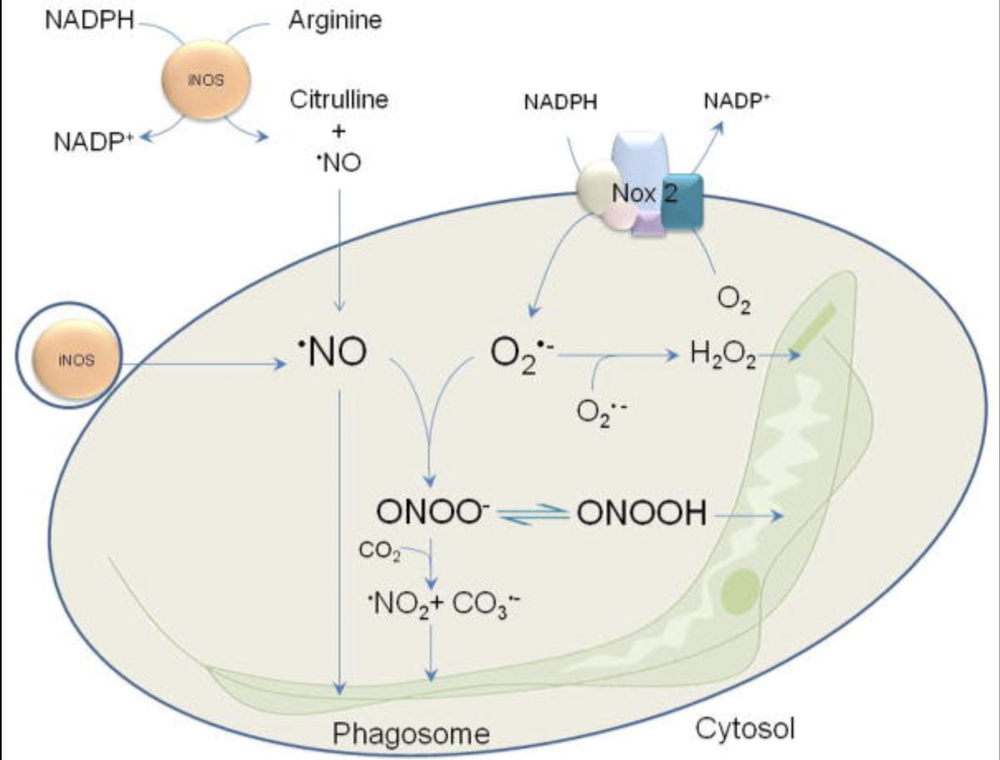 NADPH
Arginine
iNOS
Citrulline
+
•NO
NADP⁺
NADPH
NADP⁺
Nox 2
O₂
iNOS
•NO
O₂•-
H₂O₂
O₂•-
ONOO⁻ ⇌ ONOOH
CO₂
•NO₂+ CO₃•-
Phagosome
Cytosol